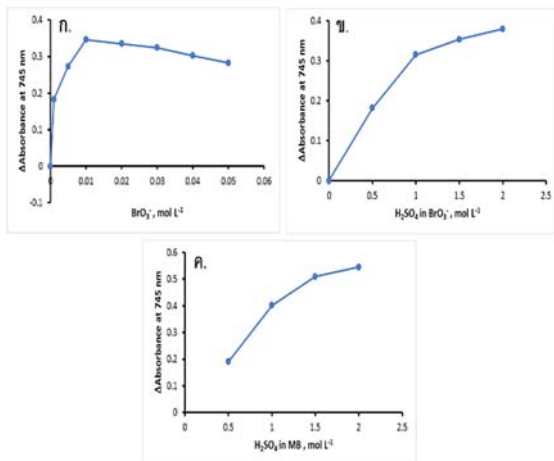 ก.
ΔAbsorbance at 745 nm
0.4
0.3
0.2
0.1
0
-0.1
0 0.01 0.02 0.03 0.04 0.05 0.06
BrO₃⁻, mol L⁻¹
ข.
ΔAbsorbance at 745 nm
0.4
0.3
0.2
0.1
0
0 0.5 1 1.5 2 2.5
H₂SO₄ in BrO₃⁻, mol L⁻¹
ค.
ΔAbsorbance at 745 nm
0.6
0.5
0.4
0.3
0.2
0.1
0
0 0.5 1 1.5 2 2.5
H₂SO₄ in MB, mol L⁻¹